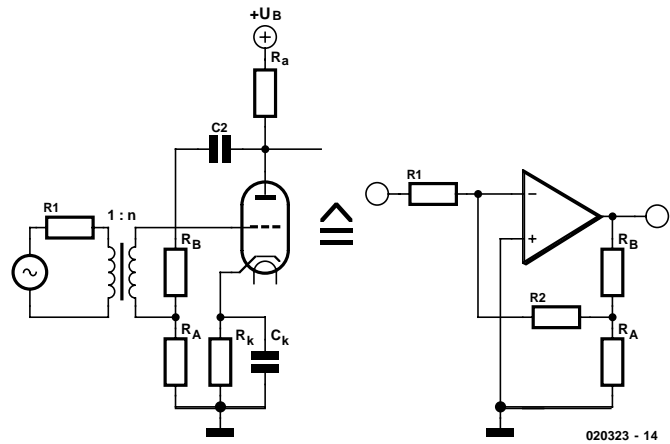 +UB
Ra
C2
R1
1 : n
RB
RA
Rk
Ck
R1
−
+
RB
R2
RA
020323 - 14